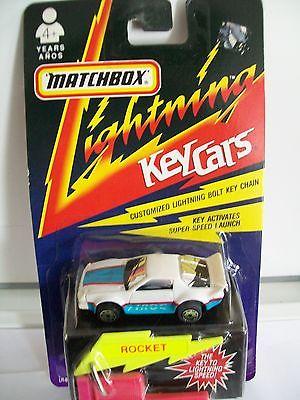 4+
YEARS
AÑOS
MATCHBOX
Lightning
KeyCars
CUSTOMIZED LIGHTNING BOLT KEY CHAIN
KEY ACTIVATES
SUPER SPEED LAUNCH
ROCKET
THE KEY TO
LIGHTNING
SPEED!